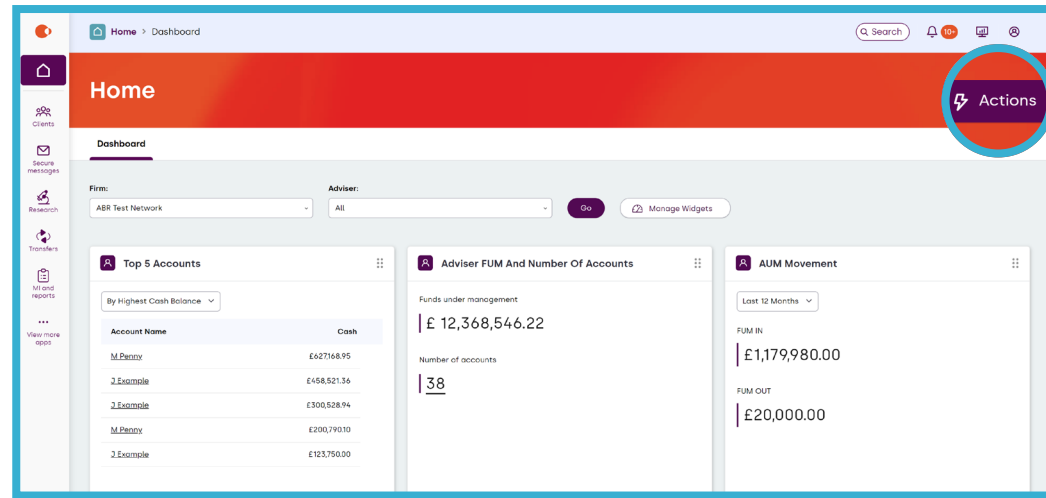 Home > Dashboard
Search
10+
Home
Actions
Clients
Secure
messages
Research
Transfers
MI and
reports
View more
apps
Dashboard
Firm:
ABR Test Network
Adviser:
All
Go
Manage Widgets
Top 5 Accounts
By Highest Cash Balance
Account Name Cash
M Penny £627,168.95
J Example £458,521.36
J Example £300,528.94
M Penny £200,790.10
J Example £123,750.00
Adviser FUM And Number Of Accounts
Funds under management
£ 12,368,546.22
Number of accounts
38
AUM Movement
Last 12 Months
FUM IN
£1,179,980.00
FUM OUT
£20,000.00